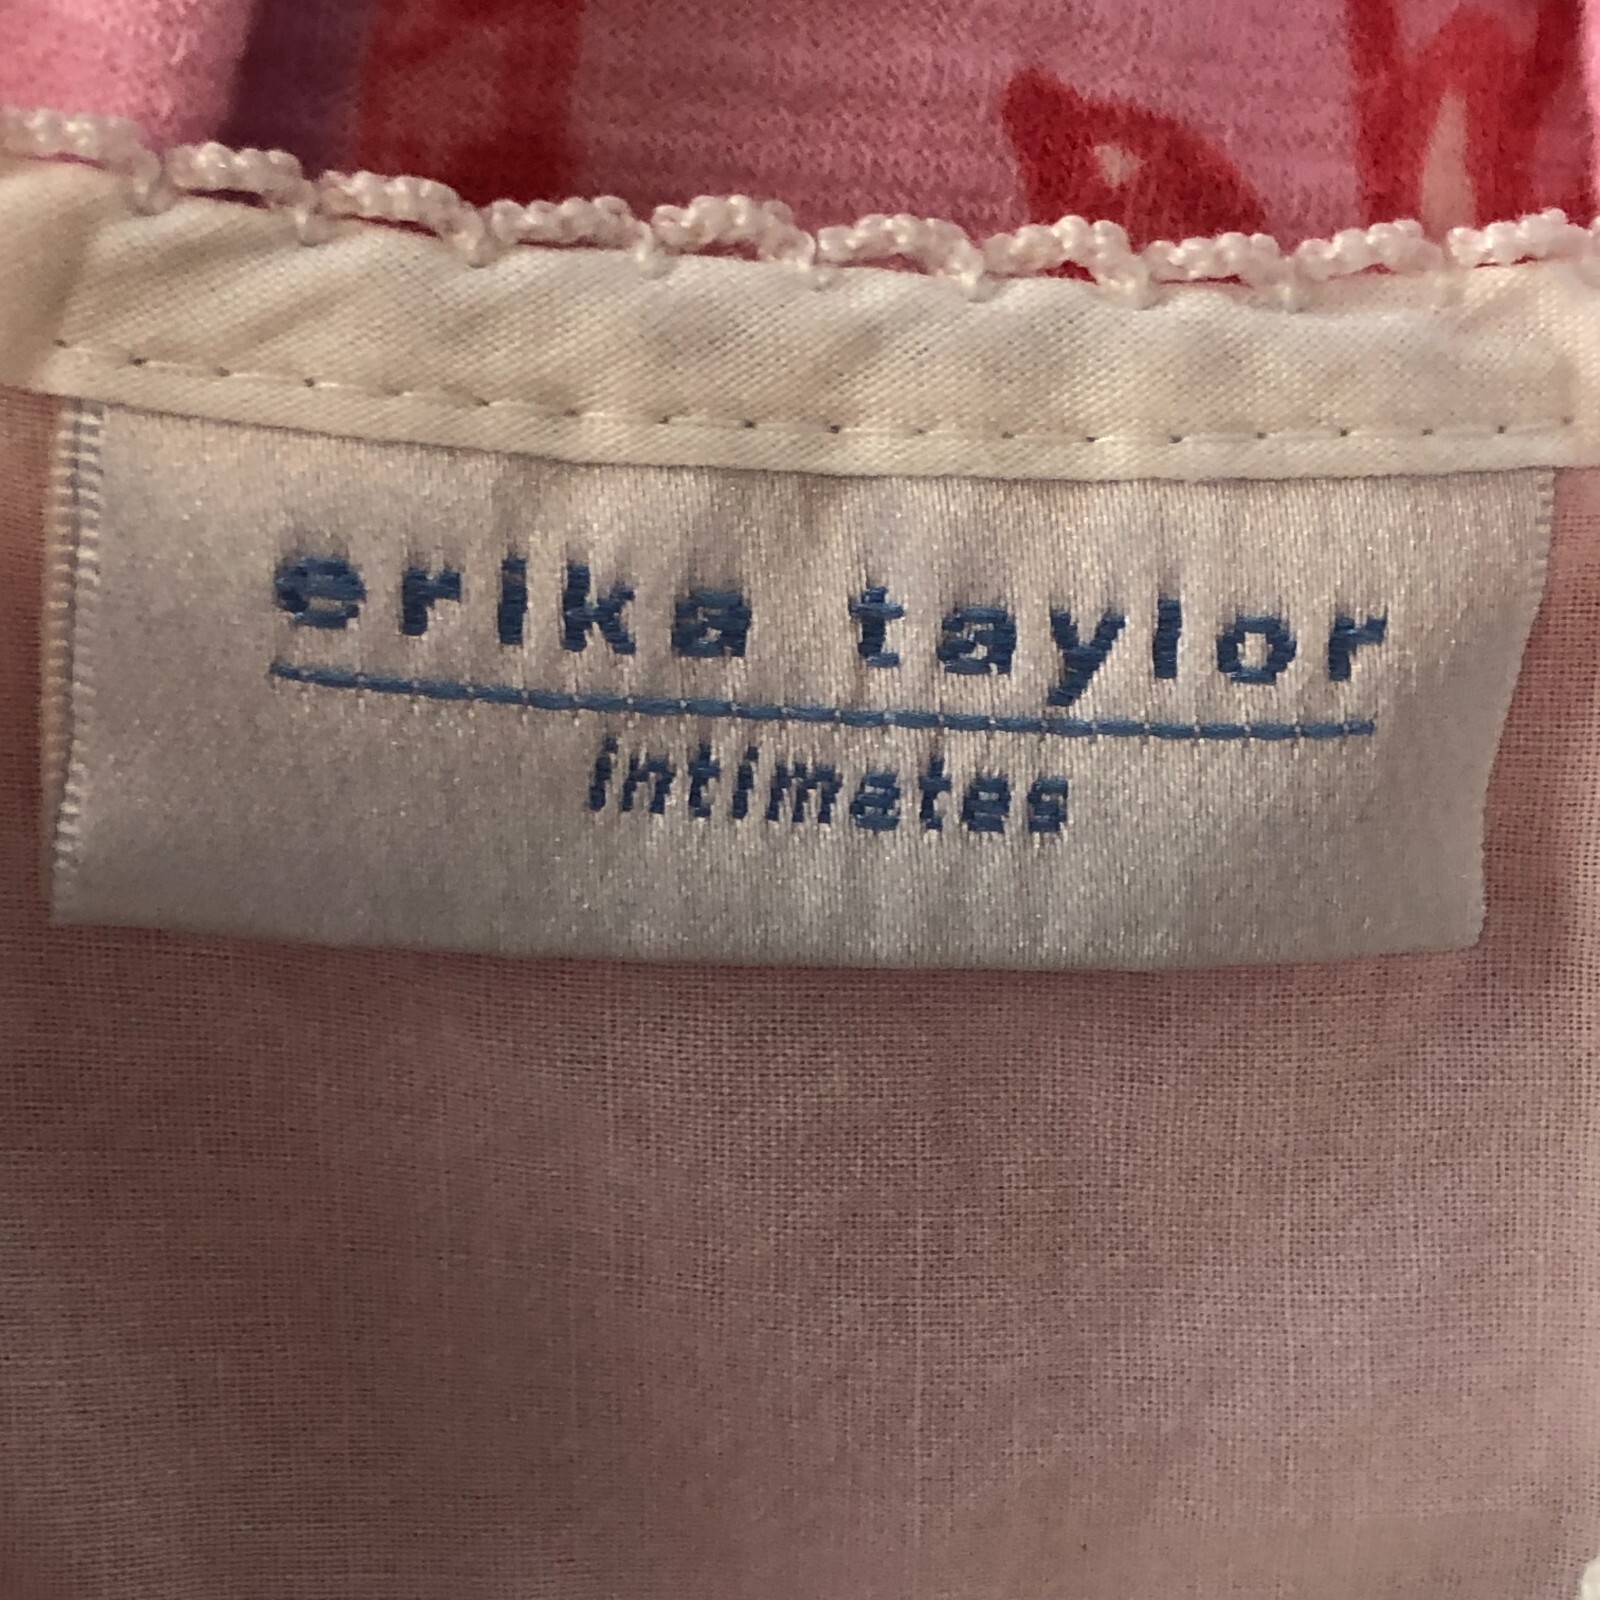 erika taylor
intimates